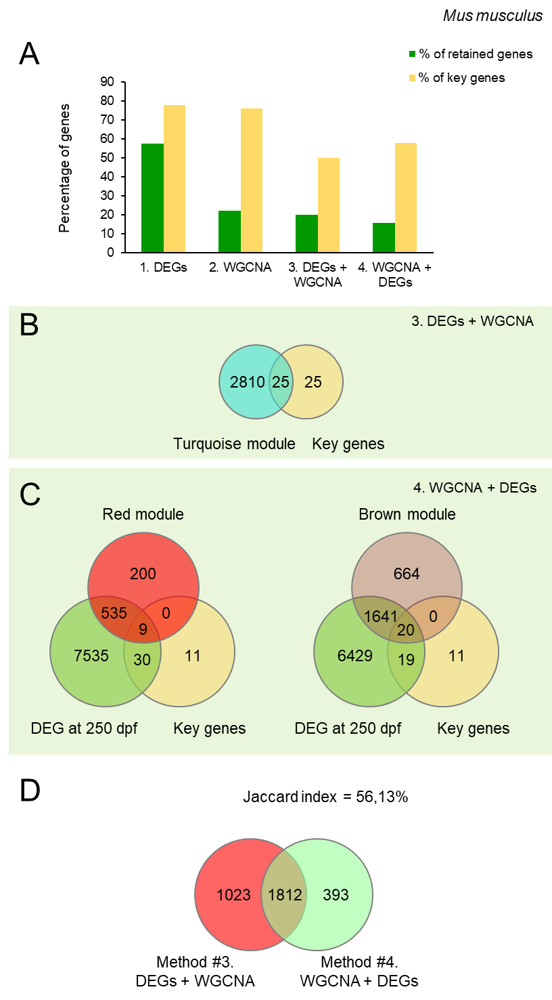 Mus musculus
A
% of retained genes
% of key genes
Percentage of genes
90
80
70
60
50
40
30
20
10
0
1. DEGs
2. WGCNA
3. DEGs +
WGCNA
4. WGCNA +
DEGs
B
3. DEGs + WGCNA
2810 25 25
Turquoise module Key genes
C
4. WGCNA + DEGs
Red module
200
535 0
9
7535 30 11
DEG at 250 dpf Key genes
Brown module
664
1641 0
20
6429 19 11
DEG at 250 dpf Key genes
D
Jaccard index = 56,13%
1023 1812 393
Method #3.
DEGs + WGCNA
Method #4.
WGCNA + DEGs